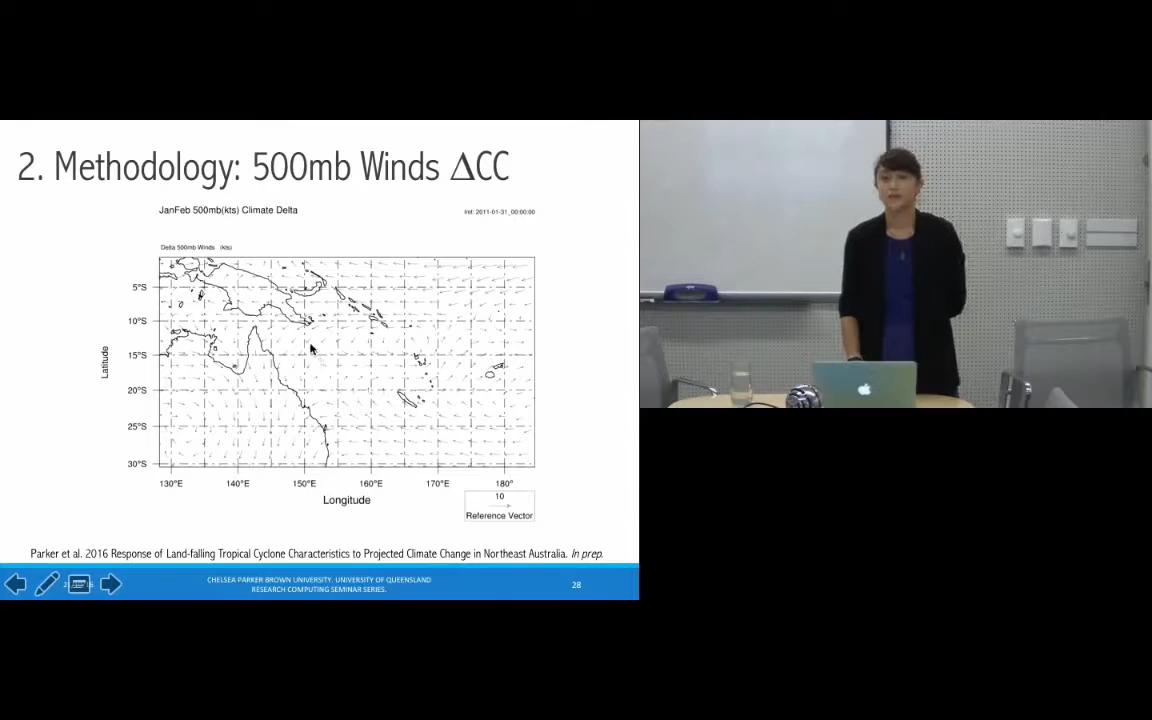 2. Methodology: 500mb Winds ΔCC
JanFeb 500mb(kts) Climate Delta
Init: 2011-01-31_00:00:00
Delta 500mb Winds (kts)
5°S
10°S
15°S
20°S
25°S
30°S
Latitude
130°E 140°E 150°E 160°E 170°E 180°
Longitude
10
Reference Vector
Parker et al. 2016 Response of Land-falling Tropical Cyclone Characteristics to Projected Climate Change in Northeast Australia. In prep.
CHELSEA PARKER BROWN UNIVERSITY. UNIVERSITY OF QUEENSLAND
RESEARCH COMPUTING SEMINAR SERIES.
28